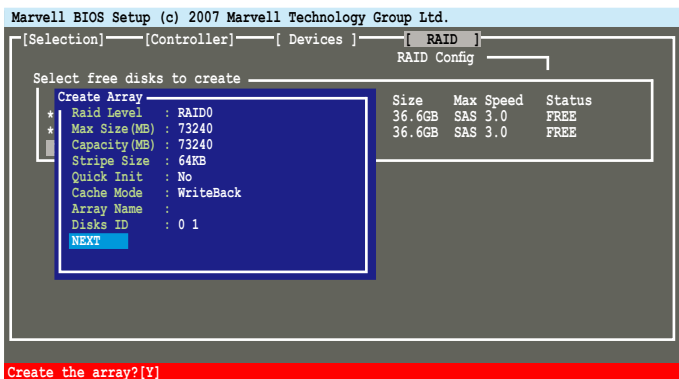 Marvell BIOS Setup (c) 2007 Marvell Technology Group Ltd.
[Selection] [Controller] [ Devices ] [ RAID ]
RAID Config
Select free disks to create
Size Max Speed Status
* 36.6GB SAS 3.0 FREE
* 36.6GB SAS 3.0 FREE
Create Array
Raid Level : RAID0
Max Size(MB) : 73240
Capacity(MB) : 73240
Stripe Size : 64KB
Quick Init : No
Cache Mode : WriteBack
Array Name :
Disks ID : 0 1
NEXT
Create the array?[Y]